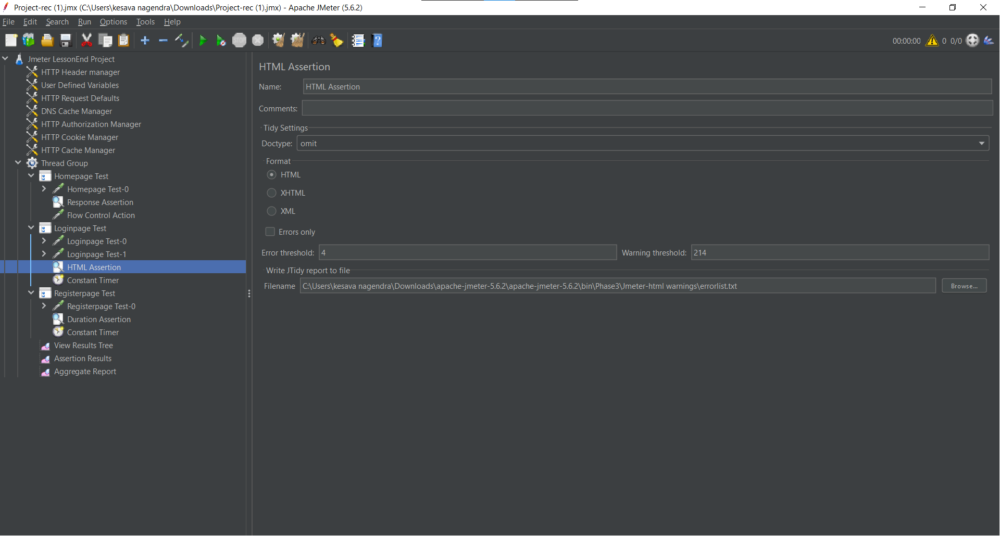 Project-rec (1).jmx (C:\Users\kesava nagendra\Downloads\Project-rec (1).jmx) - Apache JMeter (5.6.2)
File Edit Search Run Options Tools Help
STOP
00:00:00 0 0/0
Jmeter LessonEnd Project
HTTP Header manager
User Defined Variables
HTTP Request Defaults
DNS Cache Manager
HTTP Authorization Manager
HTTP Cookie Manager
HTTP Cache Manager
Thread Group
Homepage Test
Homepage Test-0
Response Assertion
Flow Control Action
Loginpage Test
Loginpage Test-0
Loginpage Test-1
HTML Assertion
Constant Timer
Registerpage Test
Registerpage Test-0
Duration Assertion
Constant Timer
View Results Tree
Assertion Results
Aggregate Report
HTML Assertion
Name: HTML Assertion
Comments:
Tidy Settings
Doctype: omit
Format
HTML
XHTML
XML
Errors only
Error threshold: 4 Warning threshold: 214
Write JTidy report to file
Filename C:\Users\kesava nagendra\Downloads\apache-jmeter-5.6.2\apache-jmeter-5.6.2\bin\Phase3\Jmeter-html warnings\errorlist.txt Browse...